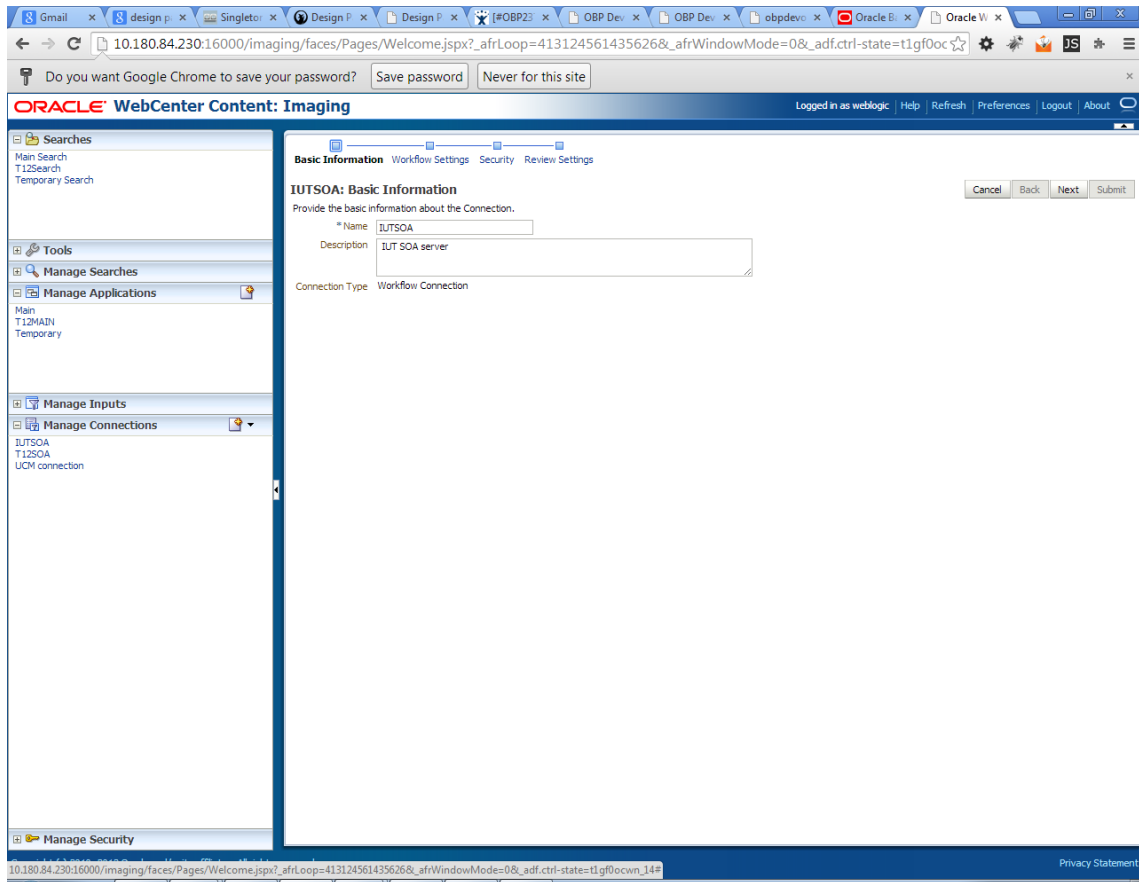 Gmail design pa Singletor Design P Design P [#OBP23 OBP Dev OBP Dev obpdevo Oracle Ba Oracle W
10.180.84.230:16000/imaging/faces/Pages/Welcome.jspx?_afrLoop=413124561435626&_afrWindowMode=0&_adf.ctrl-state=t1gf0oc
Do you want Google Chrome to save your password? Save password Never for this site
ORACLE WebCenter Content: Imaging
Logged in as weblogic Help Refresh Preferences Logout About
Searches
Main Search
T12Search
Temporary Search
Tools
Manage Searches
Manage Applications
Main
T12MAIN
Temporary
Manage Inputs
Manage Connections
IUTSOA
T12SOA
UCM connection
Manage Security
Basic Information Workflow Settings Security Review Settings
IUTSOA: Basic Information
Cancel Back Next Submit
Provide the basic information about the Connection.
* Name IUTSOA
Description IUT SOA server
Connection Type Workflow Connection
10.180.84.230:16000/imaging/faces/Pages/Welcome.jspx?_afrLoop=413124561435626&_afrWindowMode=0&_adf.ctrl-state=t1gf0ocwn_14#
Privacy Statement